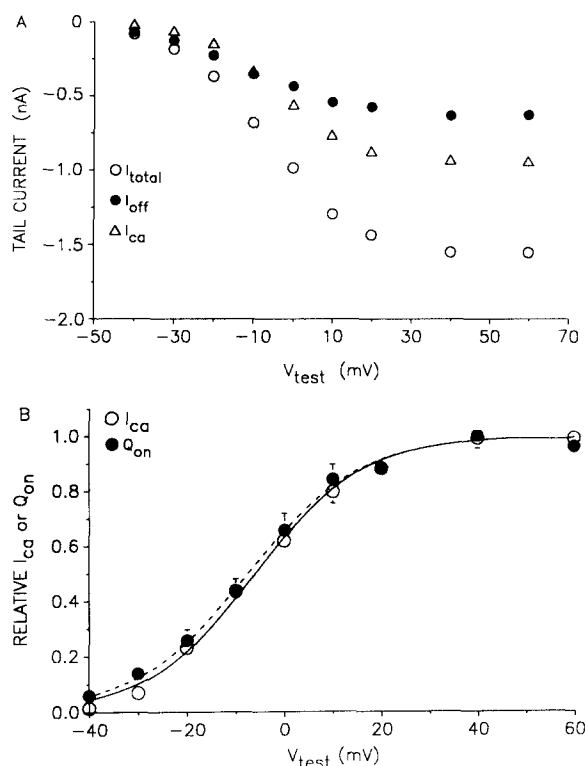 A
TAIL CURRENT (nA)
0
−0.5
−1.0
−1.5
−2.0
○ I_total
● I_off
△ I_ca
−50 −30 −10 10 30 50 70
V_test (mV)
B
RELATIVE I_ca or Q_on
○ I_ca
● Q_on
1.0
0.8
0.6
0.4
0.2
0.0
−40 −20 0 20 40 60
V_test (mV)